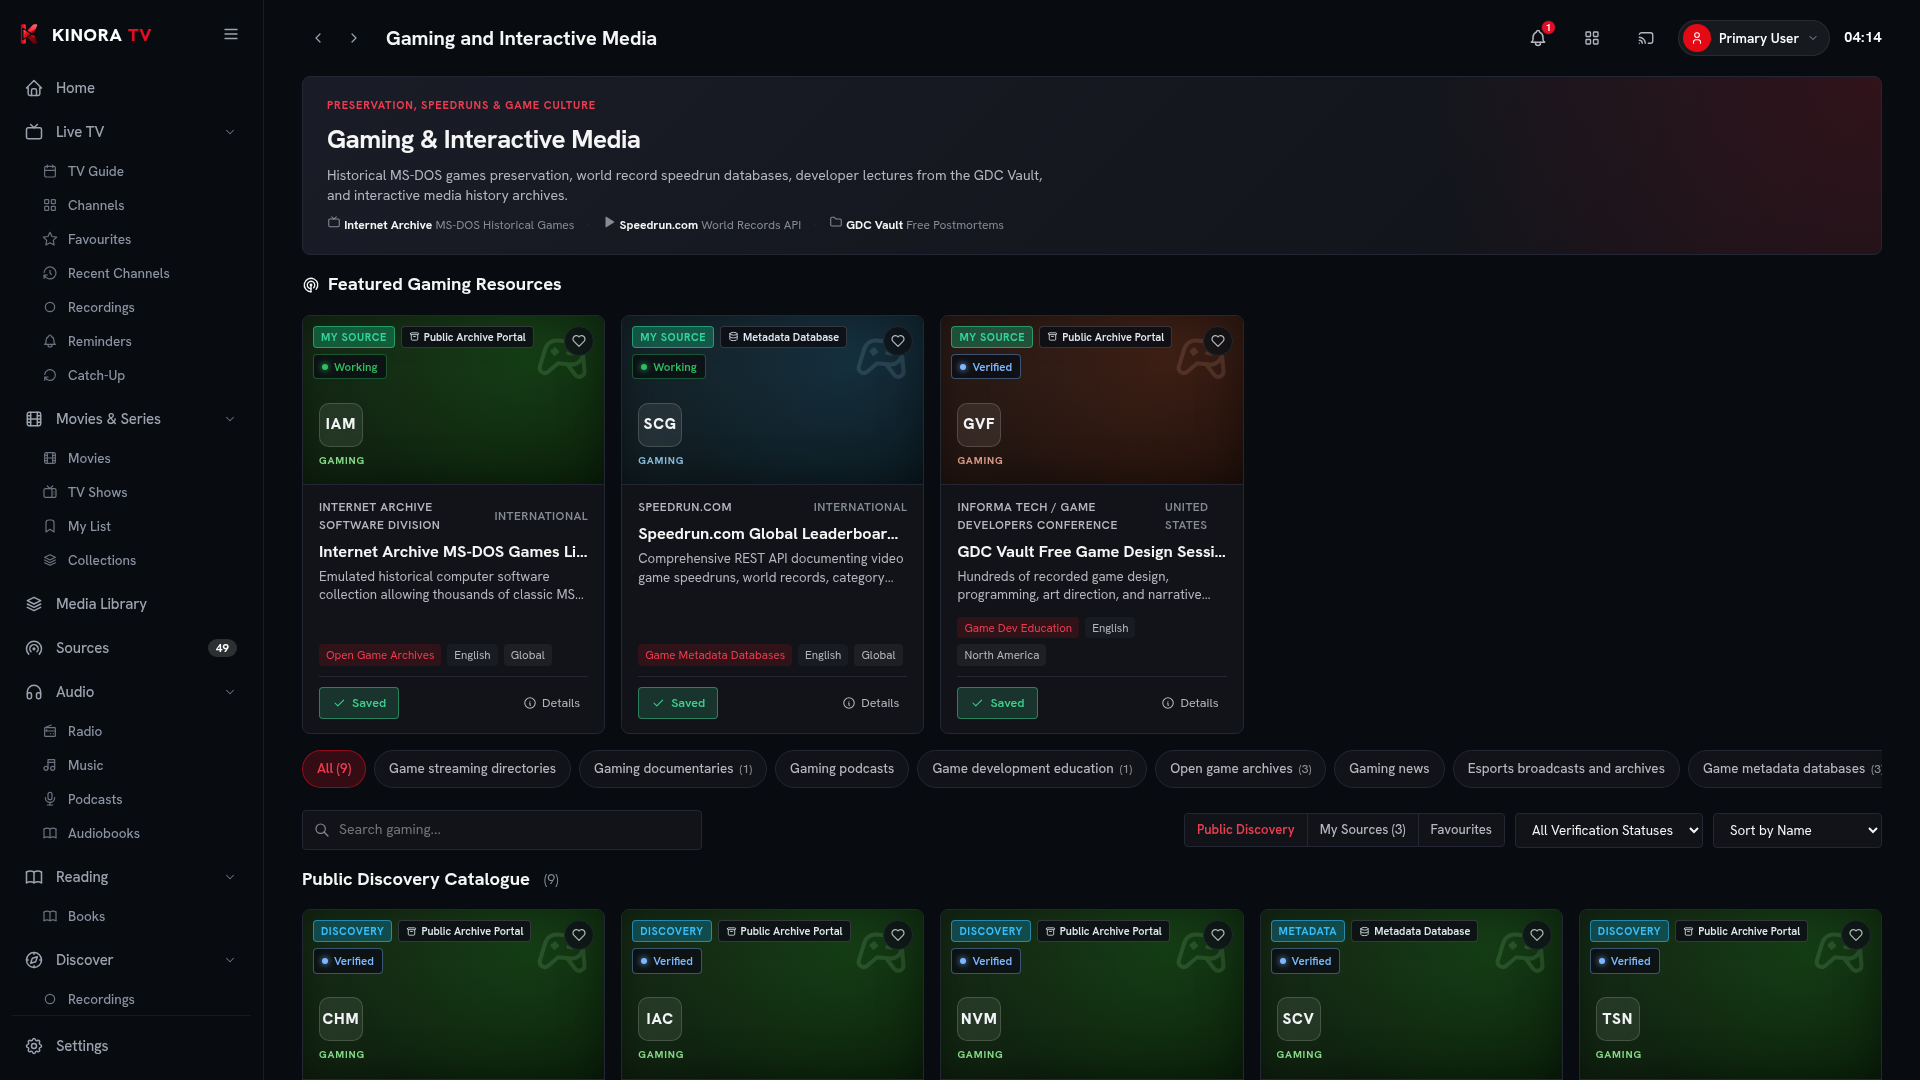 KINORA TV
Home
Live TV
TV Guide
Channels
Favourites
Recent Channels
Recordings
Reminders
Catch-Up
Movies & Series
Movies
TV Shows
My List
Collections
Media Library
Sources 49
Audio
Radio
Music
Podcasts
Audiobooks
Reading
Books
Discover
Recordings
Settings
Gaming and Interactive Media
1
Primary User
04:14
PRESERVATION, SPEEDRUNS & GAME CULTURE
Gaming & Interactive Media
Historical MS-DOS games preservation, world record speedrun databases, developer lectures from the GDC Vault,
and interactive media history archives.
Internet Archive MS-DOS Historical Games Speedrun.com World Records API GDC Vault Free Postmortems
Featured Gaming Resources
MY SOURCE Public Archive Portal
Working
IAM
GAMING
INTERNET ARCHIVE
SOFTWARE DIVISION
INTERNATIONAL
Internet Archive MS-DOS Games Li...
Emulated historical computer software
collection allowing thousands of classic MS...
Open Game Archives English Global
Saved Details
MY SOURCE Metadata Database
Working
SCG
GAMING
SPEEDRUN.COM INTERNATIONAL
Speedrun.com Global Leaderboar...
Comprehensive REST API documenting video
game speedruns, world records, category...
Game Metadata Databases English Global
Saved Details
MY SOURCE Public Archive Portal
Verified
GVF
GAMING
INFORMA TECH / GAME
DEVELOPERS CONFERENCE
UNITED
STATES
GDC Vault Free Game Design Sessi...
Hundreds of recorded game design,
programming, art direction, and narrative...
Game Dev Education English
North America
Saved Details
All (9) Game streaming directories Gaming documentaries (1) Gaming podcasts Game development education (1) Open game archives (3) Gaming news Esports broadcasts and archives Game metadata databases (3)
Search gaming...
Public Discovery My Sources (3) Favourites All Verification Statuses Sort by Name
Public Discovery Catalogue (9)
DISCOVERY Public Archive Portal
Verified
CHM
GAMING
DISCOVERY Public Archive Portal
Verified
IAC
GAMING
DISCOVERY Public Archive Portal
Verified
NVM
GAMING
METADATA Metadata Database
Verified
SCV
GAMING
DISCOVERY Public Archive Portal
Verified
TSN
GAMING